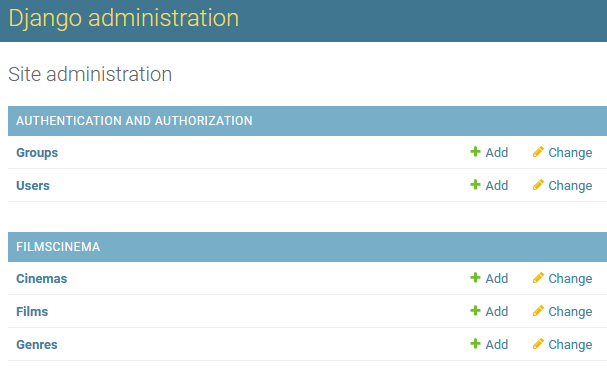 Django administration
Site administration
AUTHENTICATION AND AUTHORIZATION
Groups Add Change
Users Add Change
FILMSCINEMA
Cinemas Add Change
Films Add Change
Genres Add Change